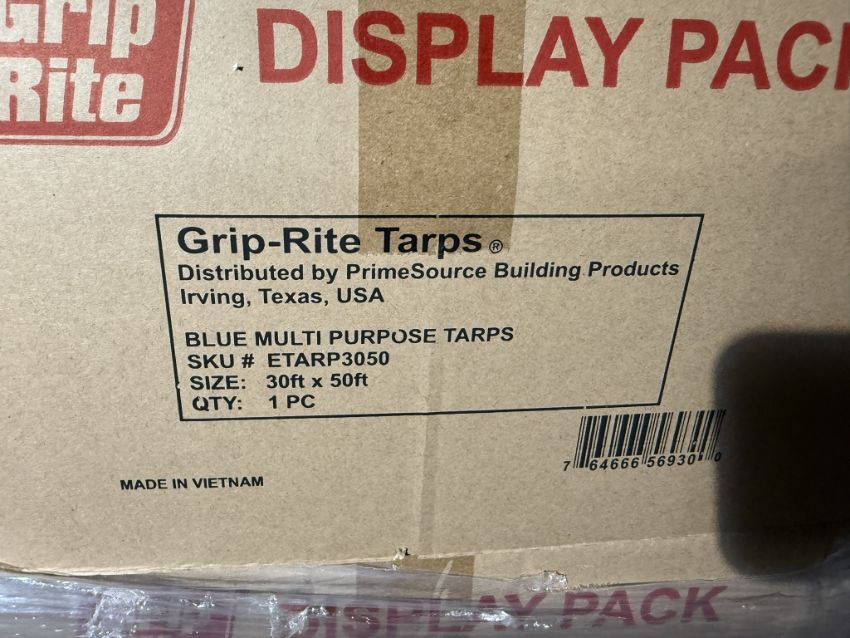 Grip
Rite
DISPLAY PAC
Grip-Rite Tarps®
Distributed by PrimeSource Building Products
Irving, Texas, USA
BLUE MULTI PURPOSE TARPS
SKU # ETARP3050
SIZE: 30ft x 50ft
QTY: 1 PC
7 64666 56930 0
MADE IN VIETNAM
DISPLAY PACK